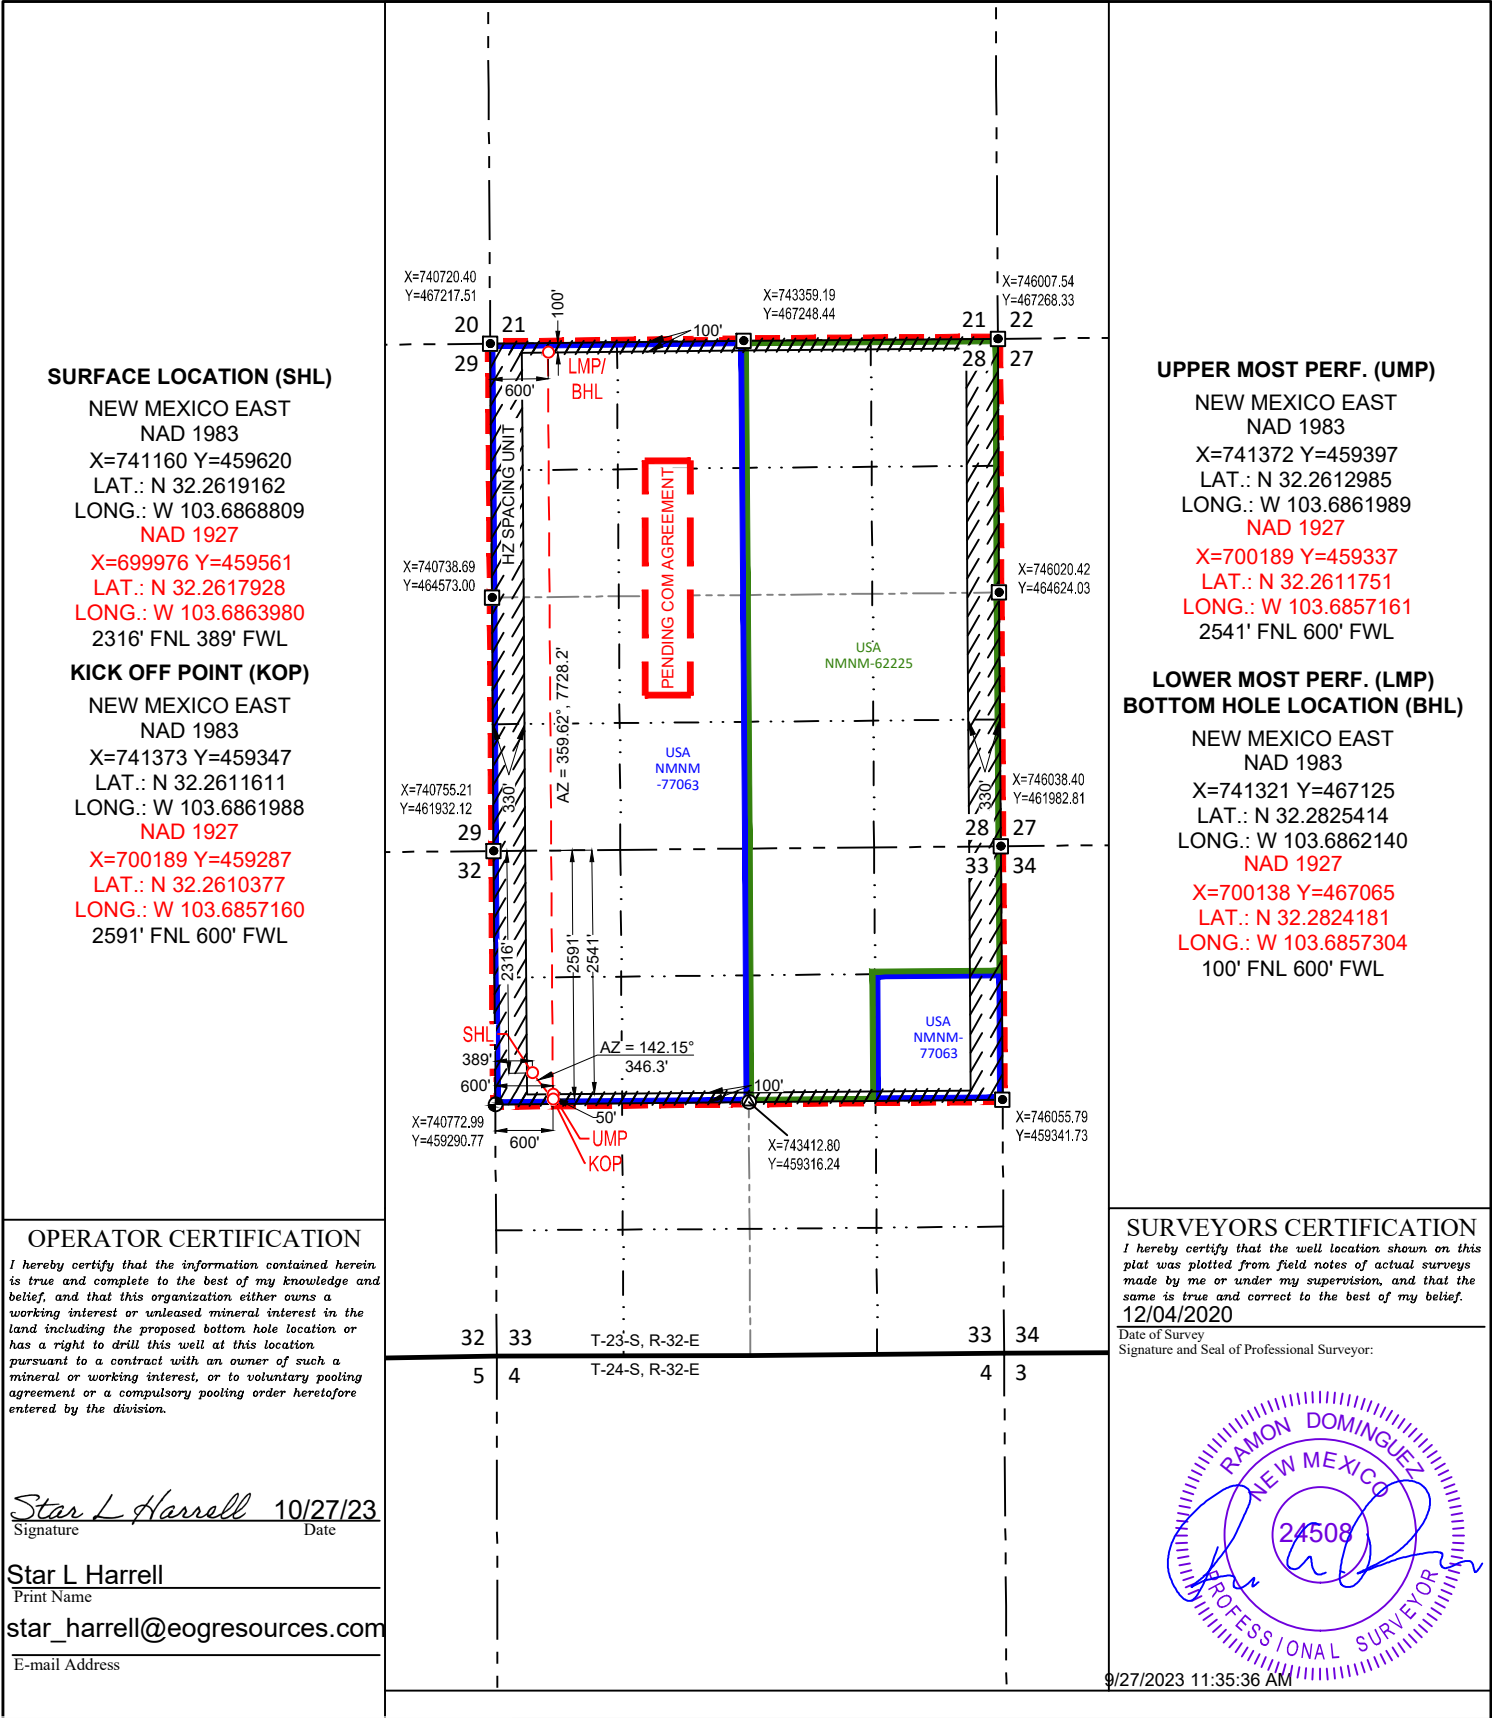 SURFACE LOCATION (SHL)
NEW MEXICO EAST
NAD 1983
X=741160 Y=459620
LAT.: N 32.2619162
LONG.: W 103.6868809
NAD 1927
X=699976 Y=459561
LAT.: N 32.2617928
LONG.: W 103.6863980
2316' FNL 389' FWL
KICK OFF POINT (KOP)
NEW MEXICO EAST
NAD 1983
X=741373 Y=459347
LAT.: N 32.2611611
LONG.: W 103.6861988
NAD 1927
X=700189 Y=459287
LAT.: N 32.2610377
LONG.: W 103.6857160
2591' FNL 600' FWL
X=740720.40
Y=467217.51
X=743359.19
Y=467248.44
X=746007.54
Y=467268.33
20 21
29
21 22
28 27
100'
100'
600'
LMP/
BHL
HZ SPACING UNIT
PENDING COM AGREEMENT
X=740738.69
Y=464573.00
X=746020.42
Y=464624.03
AZ = 359.62°, 7728.2'
USA
NMNM-62225
USA
NMNM
-77063
330'
330'
X=740755.21
Y=461932.12
X=746038.40
Y=461982.81
29
32
28 27
33 34
2316'
2591'
2541'
SHL
389'
600'
AZ = 142.15°
346.3'
USA
NMNM-
77063
100'
50'
600'
UMP
KOP
X=740772.99
Y=459290.77
X=743412.80
Y=459316.24
X=746055.79
Y=459341.73
32 33
T-23-S, R-32-E
33 34
5 4
T-24-S, R-32-E
4 3
UPPER MOST PERF. (UMP)
NEW MEXICO EAST
NAD 1983
X=741372 Y=459397
LAT.: N 32.2612985
LONG.: W 103.6861989
NAD 1927
X=700189 Y=459337
LAT.: N 32.2611751
LONG.: W 103.6857161
2541' FNL 600' FWL
LOWER MOST PERF. (LMP)
BOTTOM HOLE LOCATION (BHL)
NEW MEXICO EAST
NAD 1983
X=741321 Y=467125
LAT.: N 32.2825414
LONG.: W 103.6862140
NAD 1927
X=700138 Y=467065
LAT.: N 32.2824181
LONG.: W 103.6857304
100' FNL 600' FWL
OPERATOR CERTIFICATION
I hereby certify that the information contained herein
is true and complete to the best of my knowledge and
belief, and that this organization either owns a
working interest or unleased mineral interest in the
land including the proposed bottom hole location or
has a right to drill this well at this location
pursuant to a contract with an owner of such a
mineral or working interest, or to voluntary pooling
agreement or a compulsory pooling order heretofore
entered by the division.
Star L Harrell 10/27/23
Signature Date
Star L Harrell
Print Name
star_harrell@eogresources.com
E-mail Address
SURVEYORS CERTIFICATION
I hereby certify that the well location shown on this
plat was plotted from field notes of actual surveys
made by me or under my supervision, and that the
same is true and correct to the best of my belief.
12/04/2020
Date of Survey
Signature and Seal of Professional Surveyor:
RAMON DOMINGUEZ
NEW MEXICO
24508
PROFESSIONAL SURVEYOR
9/27/2023 11:35:36 AM